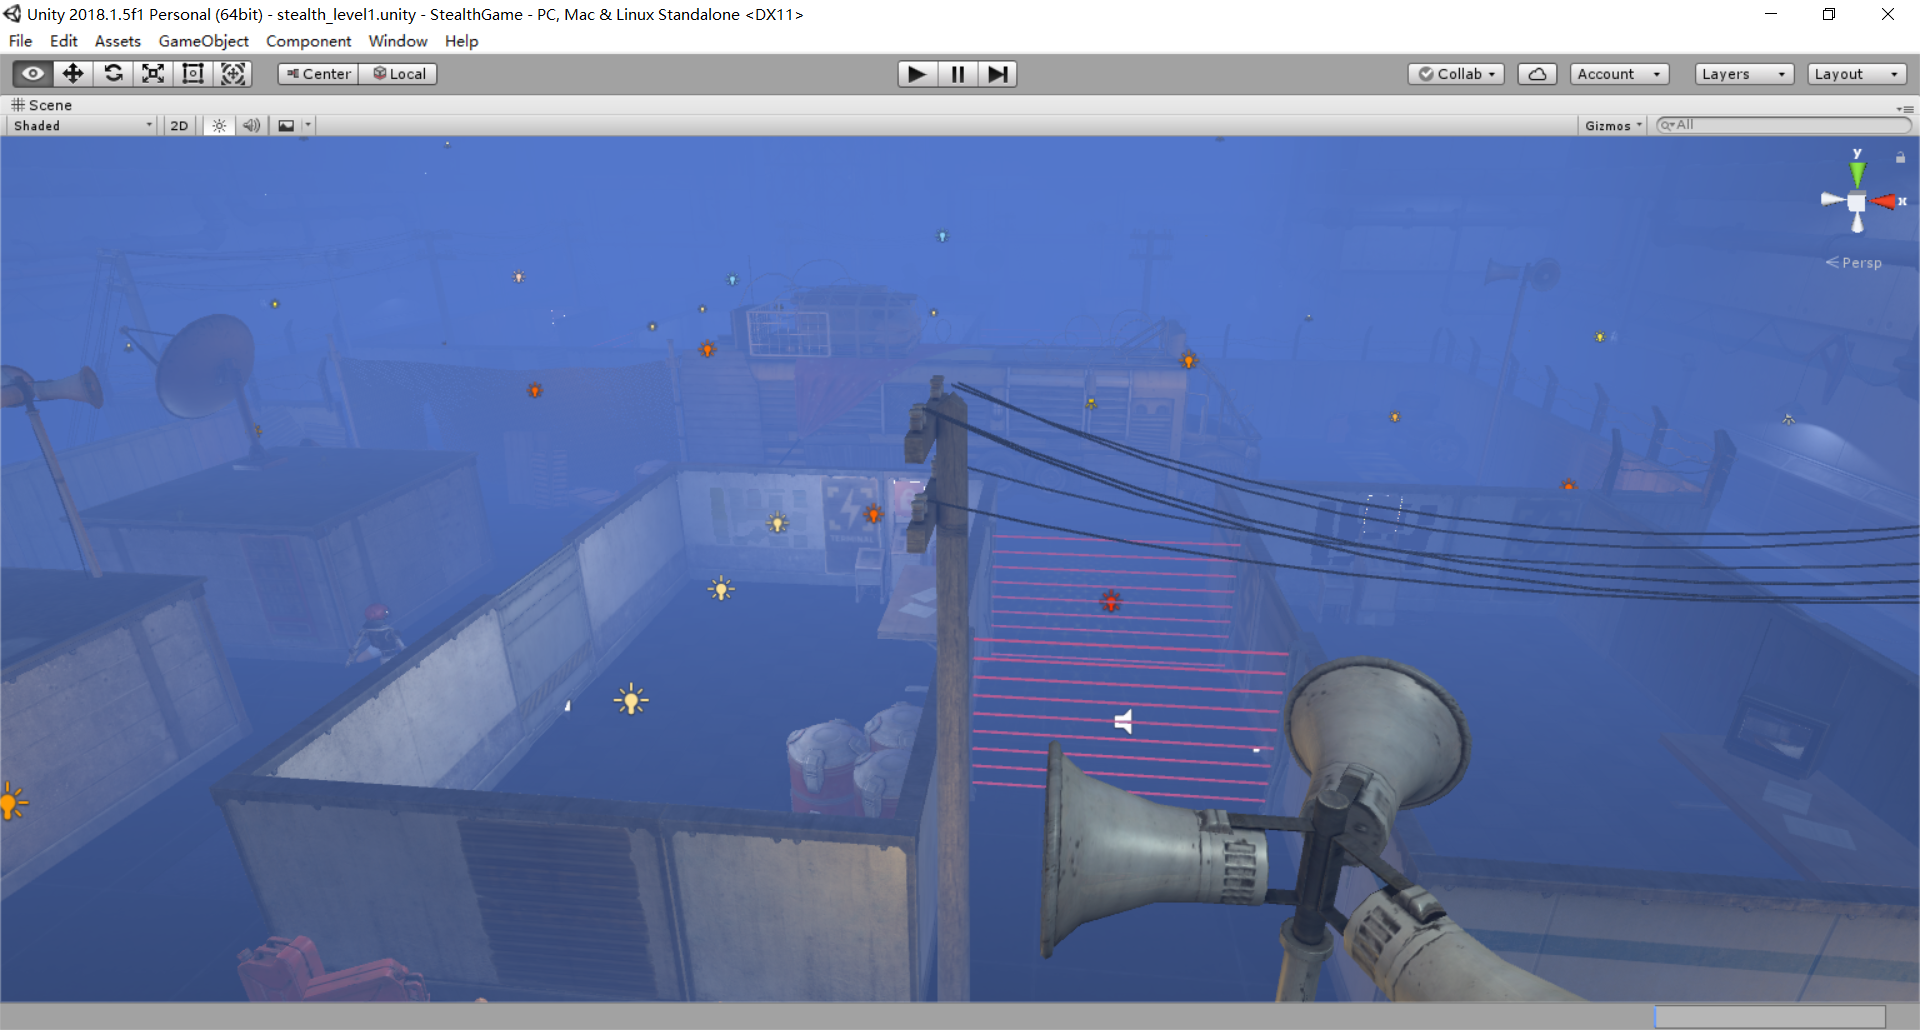 Unity 2018.1.5f1 Personal (64bit) - stealth_level1.unity - StealthGame - PC, Mac & Linux Standalone <DX11>
File Edit Assets GameObject Component Window Help
Center Local Collab Account Layers Layout
Scene
Shaded 2D Gizmos All
y
x
Persp
TERMINAL